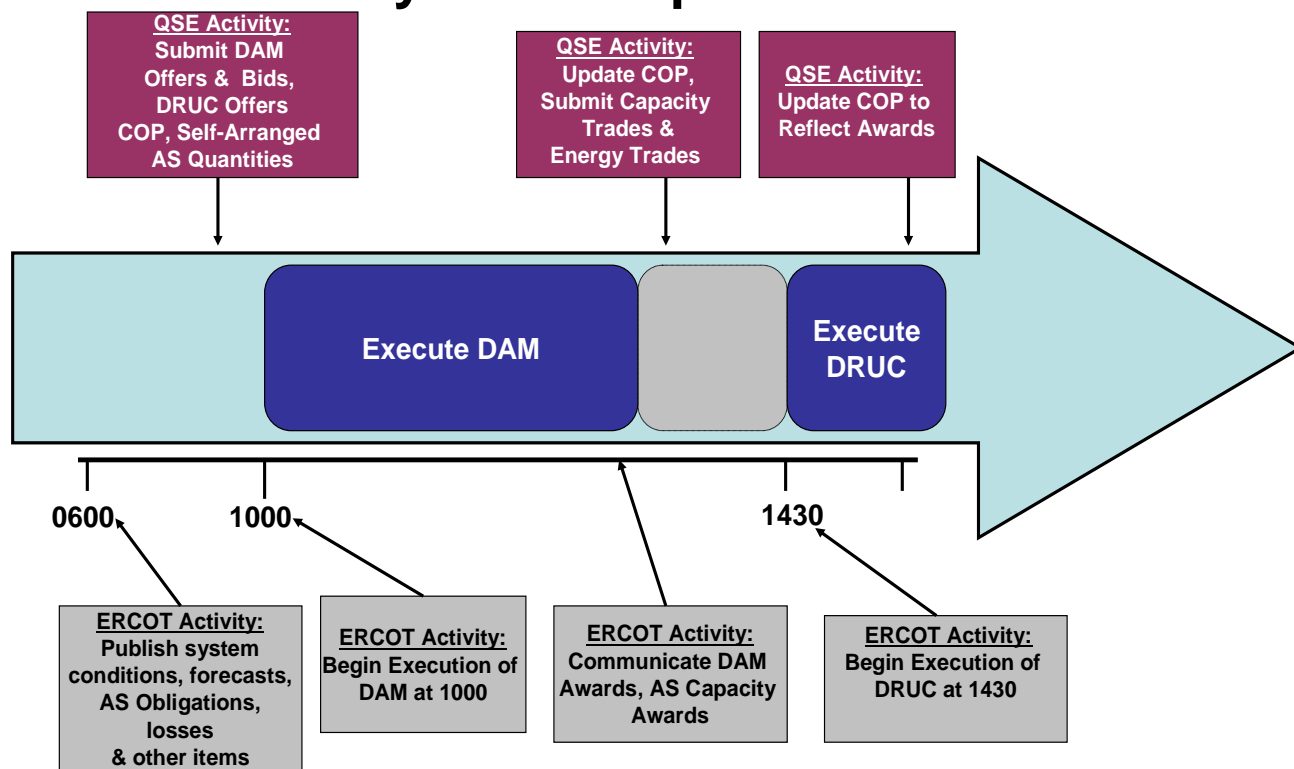 QSE Activity:
Submit DAM
Offers & Bids,
DRUC Offers
COP, Self-Arranged
AS Quantities
QSE Activity:
Update COP,
Submit Capacity
Trades &
Energy Trades
QSE Activity:
Update COP to
Reflect Awards
Execute DAM
Execute
DRUC
0600
1000
1430
ERCOT Activity:
Publish system
conditions, forecasts,
AS Obligations,
losses
& other items
ERCOT Activity:
Begin Execution of
DAM at 1000
ERCOT Activity:
Communicate DAM
Awards, AS Capacity
Awards
ERCOT Activity:
Begin Execution of
DRUC at 1430